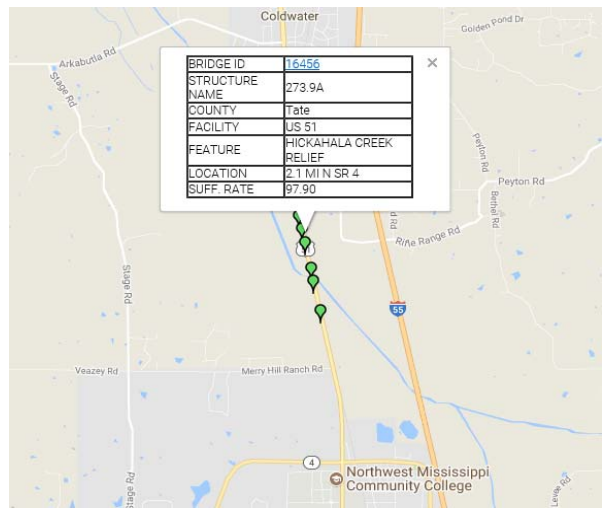 Coldwater
Golden Pond Dr
Arkabutla Rd
Stage Rd
BRIDGE ID 16456
STRUCTURE
NAME 273.9A
COUNTY Tate
FACILITY US 51
FEATURE HICKAHALA CREEK
RELIEF
LOCATION 2.1 MI N SR 4
SUFF. RATE 97.90
Peyton Rd
Peyton Rd
Bethel Rd
Rifle Range Rd
Stage Rd
55
Veazey Rd
Merry Hill Ranch Rd
4
Northwest Mississippi
Community College
Stage Rd
Levee Rd